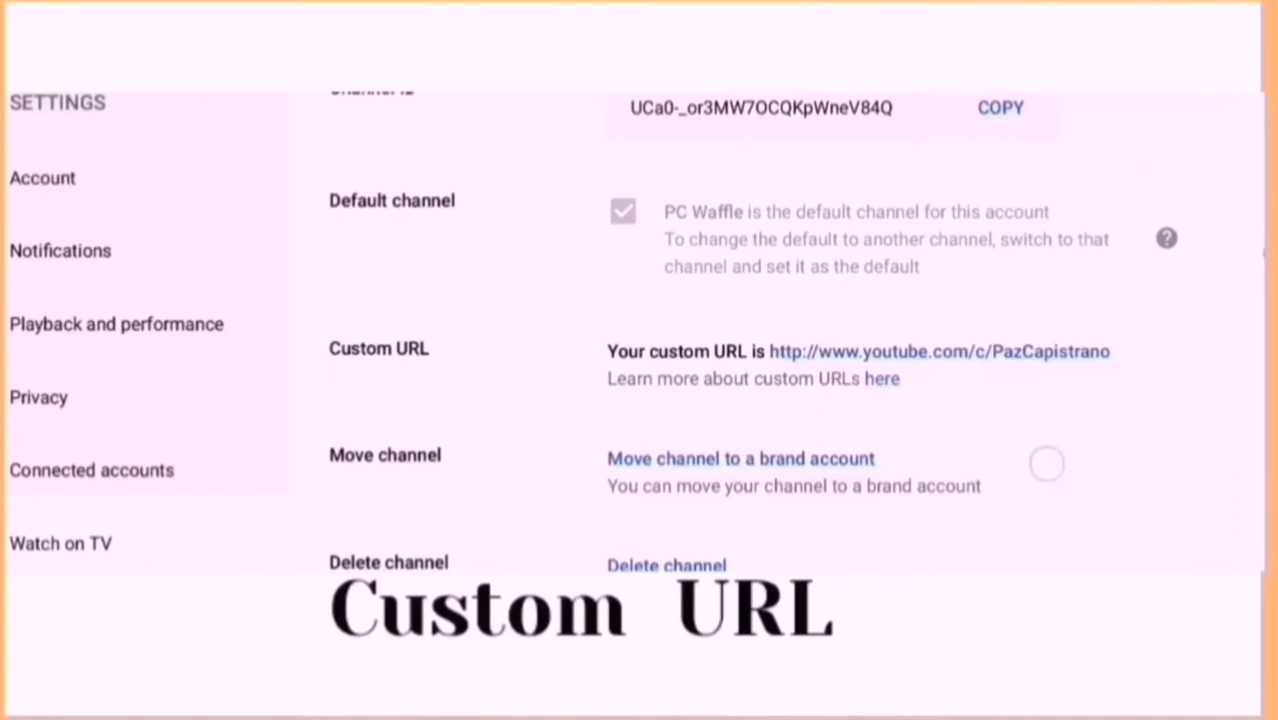 SETTINGS
UCa0-_or3MW7OCQKpWneV84Q COPY
Account
Default channel
PC Waffle is the default channel for this account
To change the default to another channel, switch to that
channel and set it as the default
Notifications
Playback and performance
Custom URL
Your custom URL is http://www.youtube.com/c/PazCapistrano
Learn more about custom URLs here
Privacy
Move channel
Move channel to a brand account
You can move your channel to a brand account
Connected accounts
Watch on TV
Delete channel
Delete channel
Custom URL